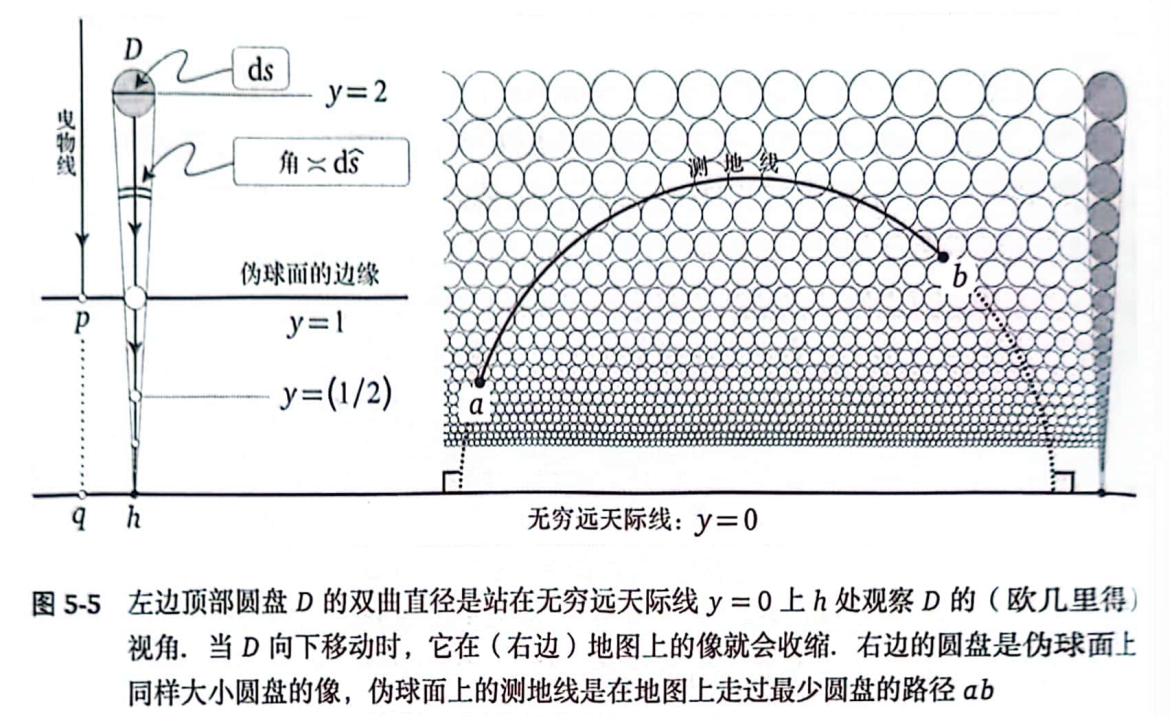 D
ds
y=2
曳物线
角≍dŝ
伪球面的边缘
p
y=1
y=(1/2)
q
h
测地线
a
b
无穷远天际线：y=0
图 5-5 左边顶部圆盘 D 的双曲直径是站在无穷远天际线 y = 0 上 h 处观察 D 的（欧几里得）
视角. 当 D 向下移动时，它在（右边）地图上的像就会收缩. 右边的圆盘是伪球面上
同样大小圆盘的像，伪球面上的测地线是在地图上走过最少圆盘的路径 ab